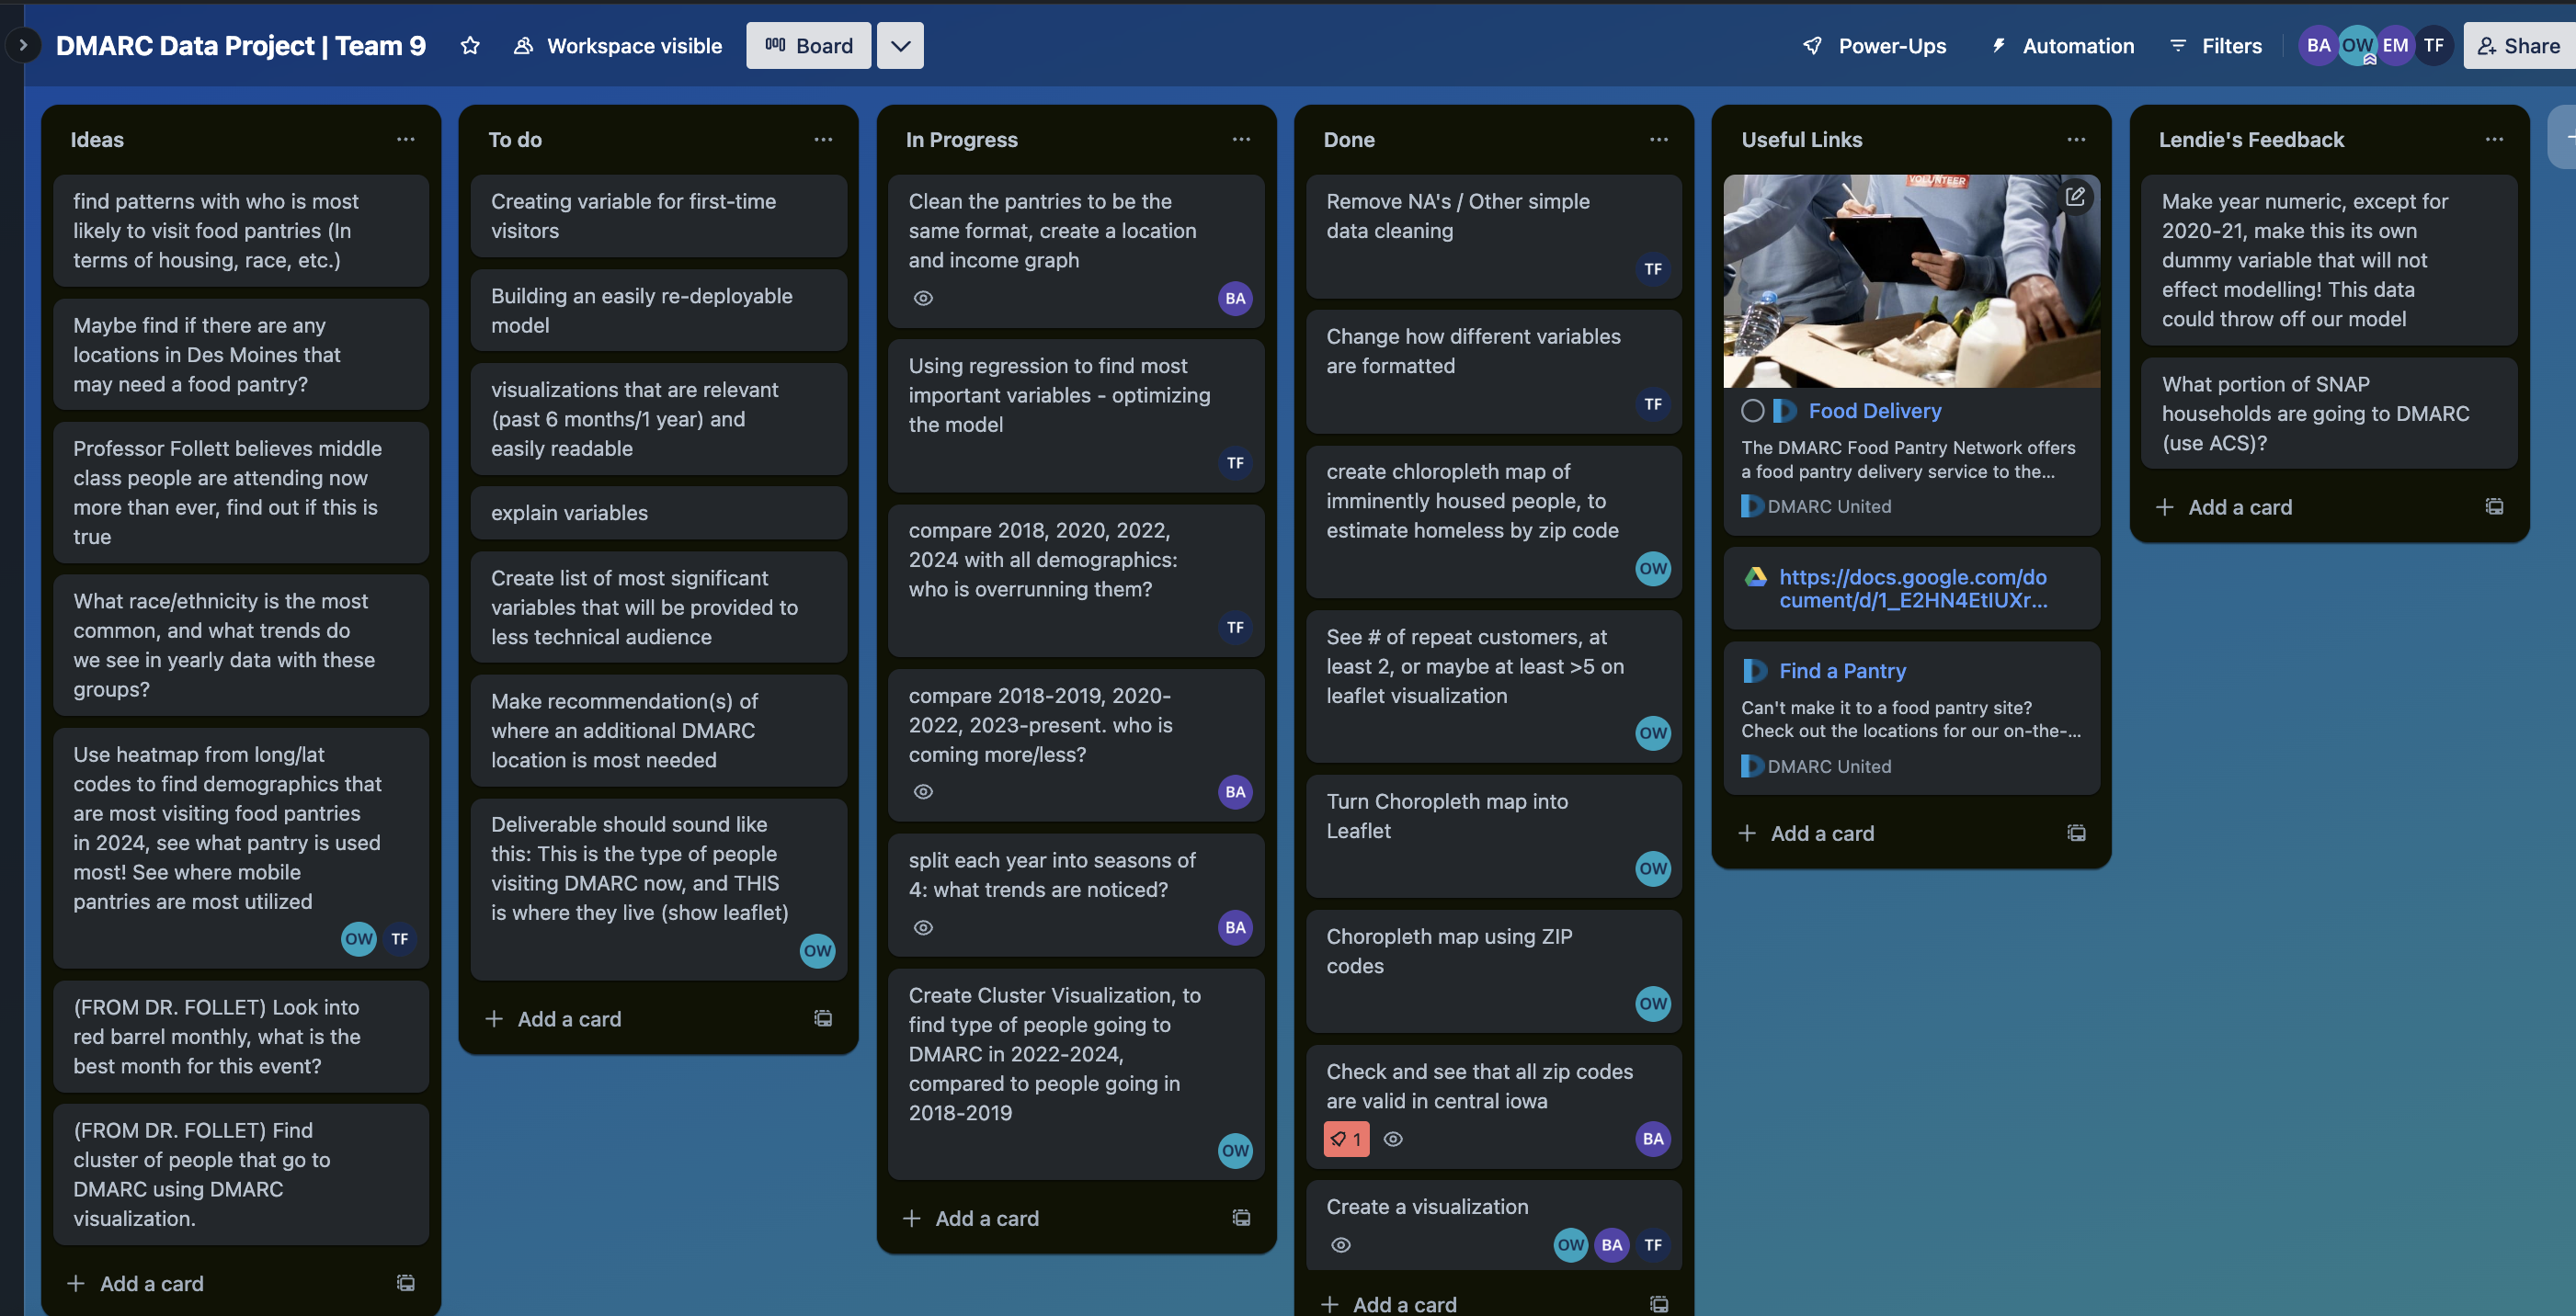 DMARC Data Project | Team 9
Workspace visible
Board
Power-Ups
Automation
Filters
BA
OW
EM
TF
Share
Ideas
find patterns with who is most
likely to visit food pantries (In
terms of housing, race, etc.)
Maybe find if there are any
locations in Des Moines that
may need a food pantry?
Professor Follett believes middle
class people are attending now
more than ever, find out if this is
true
What race/ethnicity is the most
common, and what trends do
we see in yearly data with these
groups?
Use heatmap from long/lat
codes to find demographics that
are most visiting food pantries
in 2024, see what pantry is used
most! See where mobile
pantries are most utilized
OW TF
(FROM DR. FOLLET) Look into
red barrel monthly, what is the
best month for this event?
(FROM DR. FOLLET) Find
cluster of people that go to
DMARC using DMARC
visualization.
Add a card
To do
Creating variable for first-time
visitors
Building an easily re-deployable
model
visualizations that are relevant
(past 6 months/1 year) and
easily readable
explain variables
Create list of most significant
variables that will be provided to
less technical audience
Make recommendation(s) of
where an additional DMARC
location is most needed
Deliverable should sound like
this: This is the type of people
visiting DMARC now, and THIS
is where they live (show leaflet)
OW
Add a card
In Progress
Clean the pantries to be the
same format, create a location
and income graph
BA
Using regression to find most
important variables - optimizing
the model
TF
compare 2018, 2020, 2022,
2024 with all demographics:
who is overrunning them?
TF
compare 2018-2019, 2020-
2022, 2023-present. who is
coming more/less?
BA
split each year into seasons of
4: what trends are noticed?
BA
Create Cluster Visualization, to
find type of people going to
DMARC in 2022-2024,
compared to people going in
2018-2019
OW
Add a card
Done
Remove NA's / Other simple
data cleaning
TF
Change how different variables
are formatted
TF
create chloropleth map of
imminently housed people, to
estimate homeless by zip code
OW
See # of repeat customers, at
least 2, or maybe at least >5 on
leaflet visualization
OW
Turn Choropleth map into
Leaflet
OW
Choropleth map using ZIP
codes
OW
Check and see that all zip codes
are valid in central iowa
1
BA
Create a visualization
OW BA TF
Add a card
Useful Links
VOLUNTEER
Food Delivery
The DMARC Food Pantry Network offers
a food pantry delivery service to the...
DMARC United
https://docs.google.com/do
cument/d/1_E2HN4EtIUXr...
Find a Pantry
Can't make it to a food pantry site?
Check out the locations for our on-the-...
DMARC United
Add a card
Lendie's Feedback
Make year numeric, except for
2020-21, make this its own
dummy variable that will not
effect modelling! This data
could throw off our model
What portion of SNAP
households are going to DMARC
(use ACS)?
Add a card